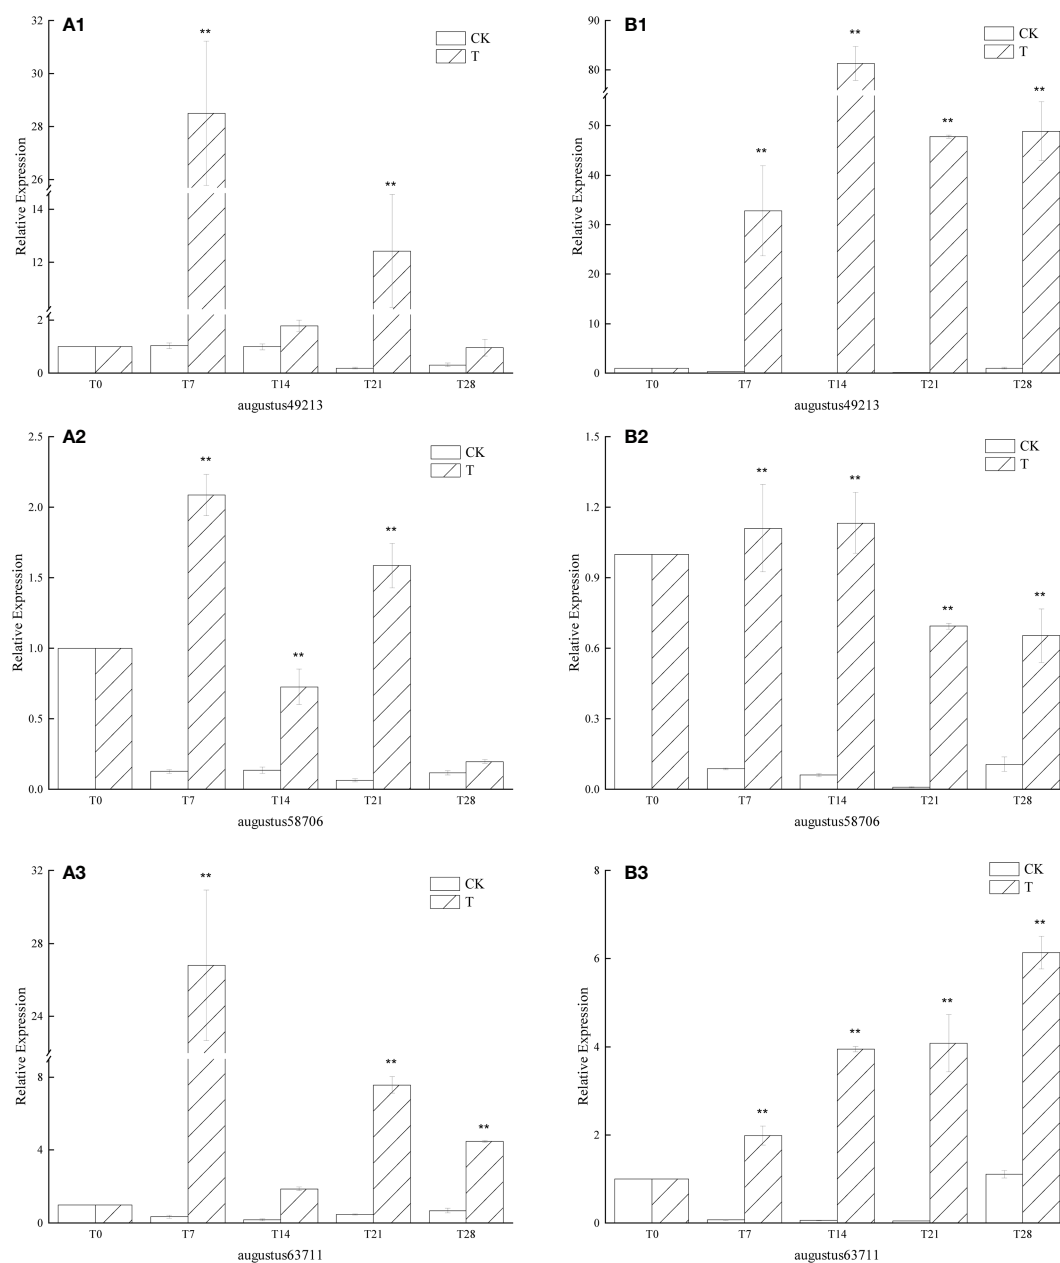 A1
CK
T
**
**
32
30
28
26
14
12
2
0
Relative Expression
T0 T7 T14 T21 T28
augustus49213
B1
CK
T
**
**
**
**
90
80
50
40
30
20
10
0
Relative Expression
T0 T7 T14 T21 T28
augustus49213
A2
CK
T
**
**
**
2.5
2.0
1.5
1.0
0.5
0.0
Relative Expression
T0 T7 T14 T21 T28
augustus58706
B2
CK
T
**
**
**
**
1.5
1.2
0.9
0.6
0.3
0.0
Relative Expression
T0 T7 T14 T21 T28
augustus58706
A3
CK
T
**
**
**
32
28
24
8
4
0
Relative Expression
T0 T7 T14 T21 T28
augustus63711
B3
CK
T
**
**
**
**
8
6
4
2
0
Relative Expression
T0 T7 T14 T21 T28
augustus63711